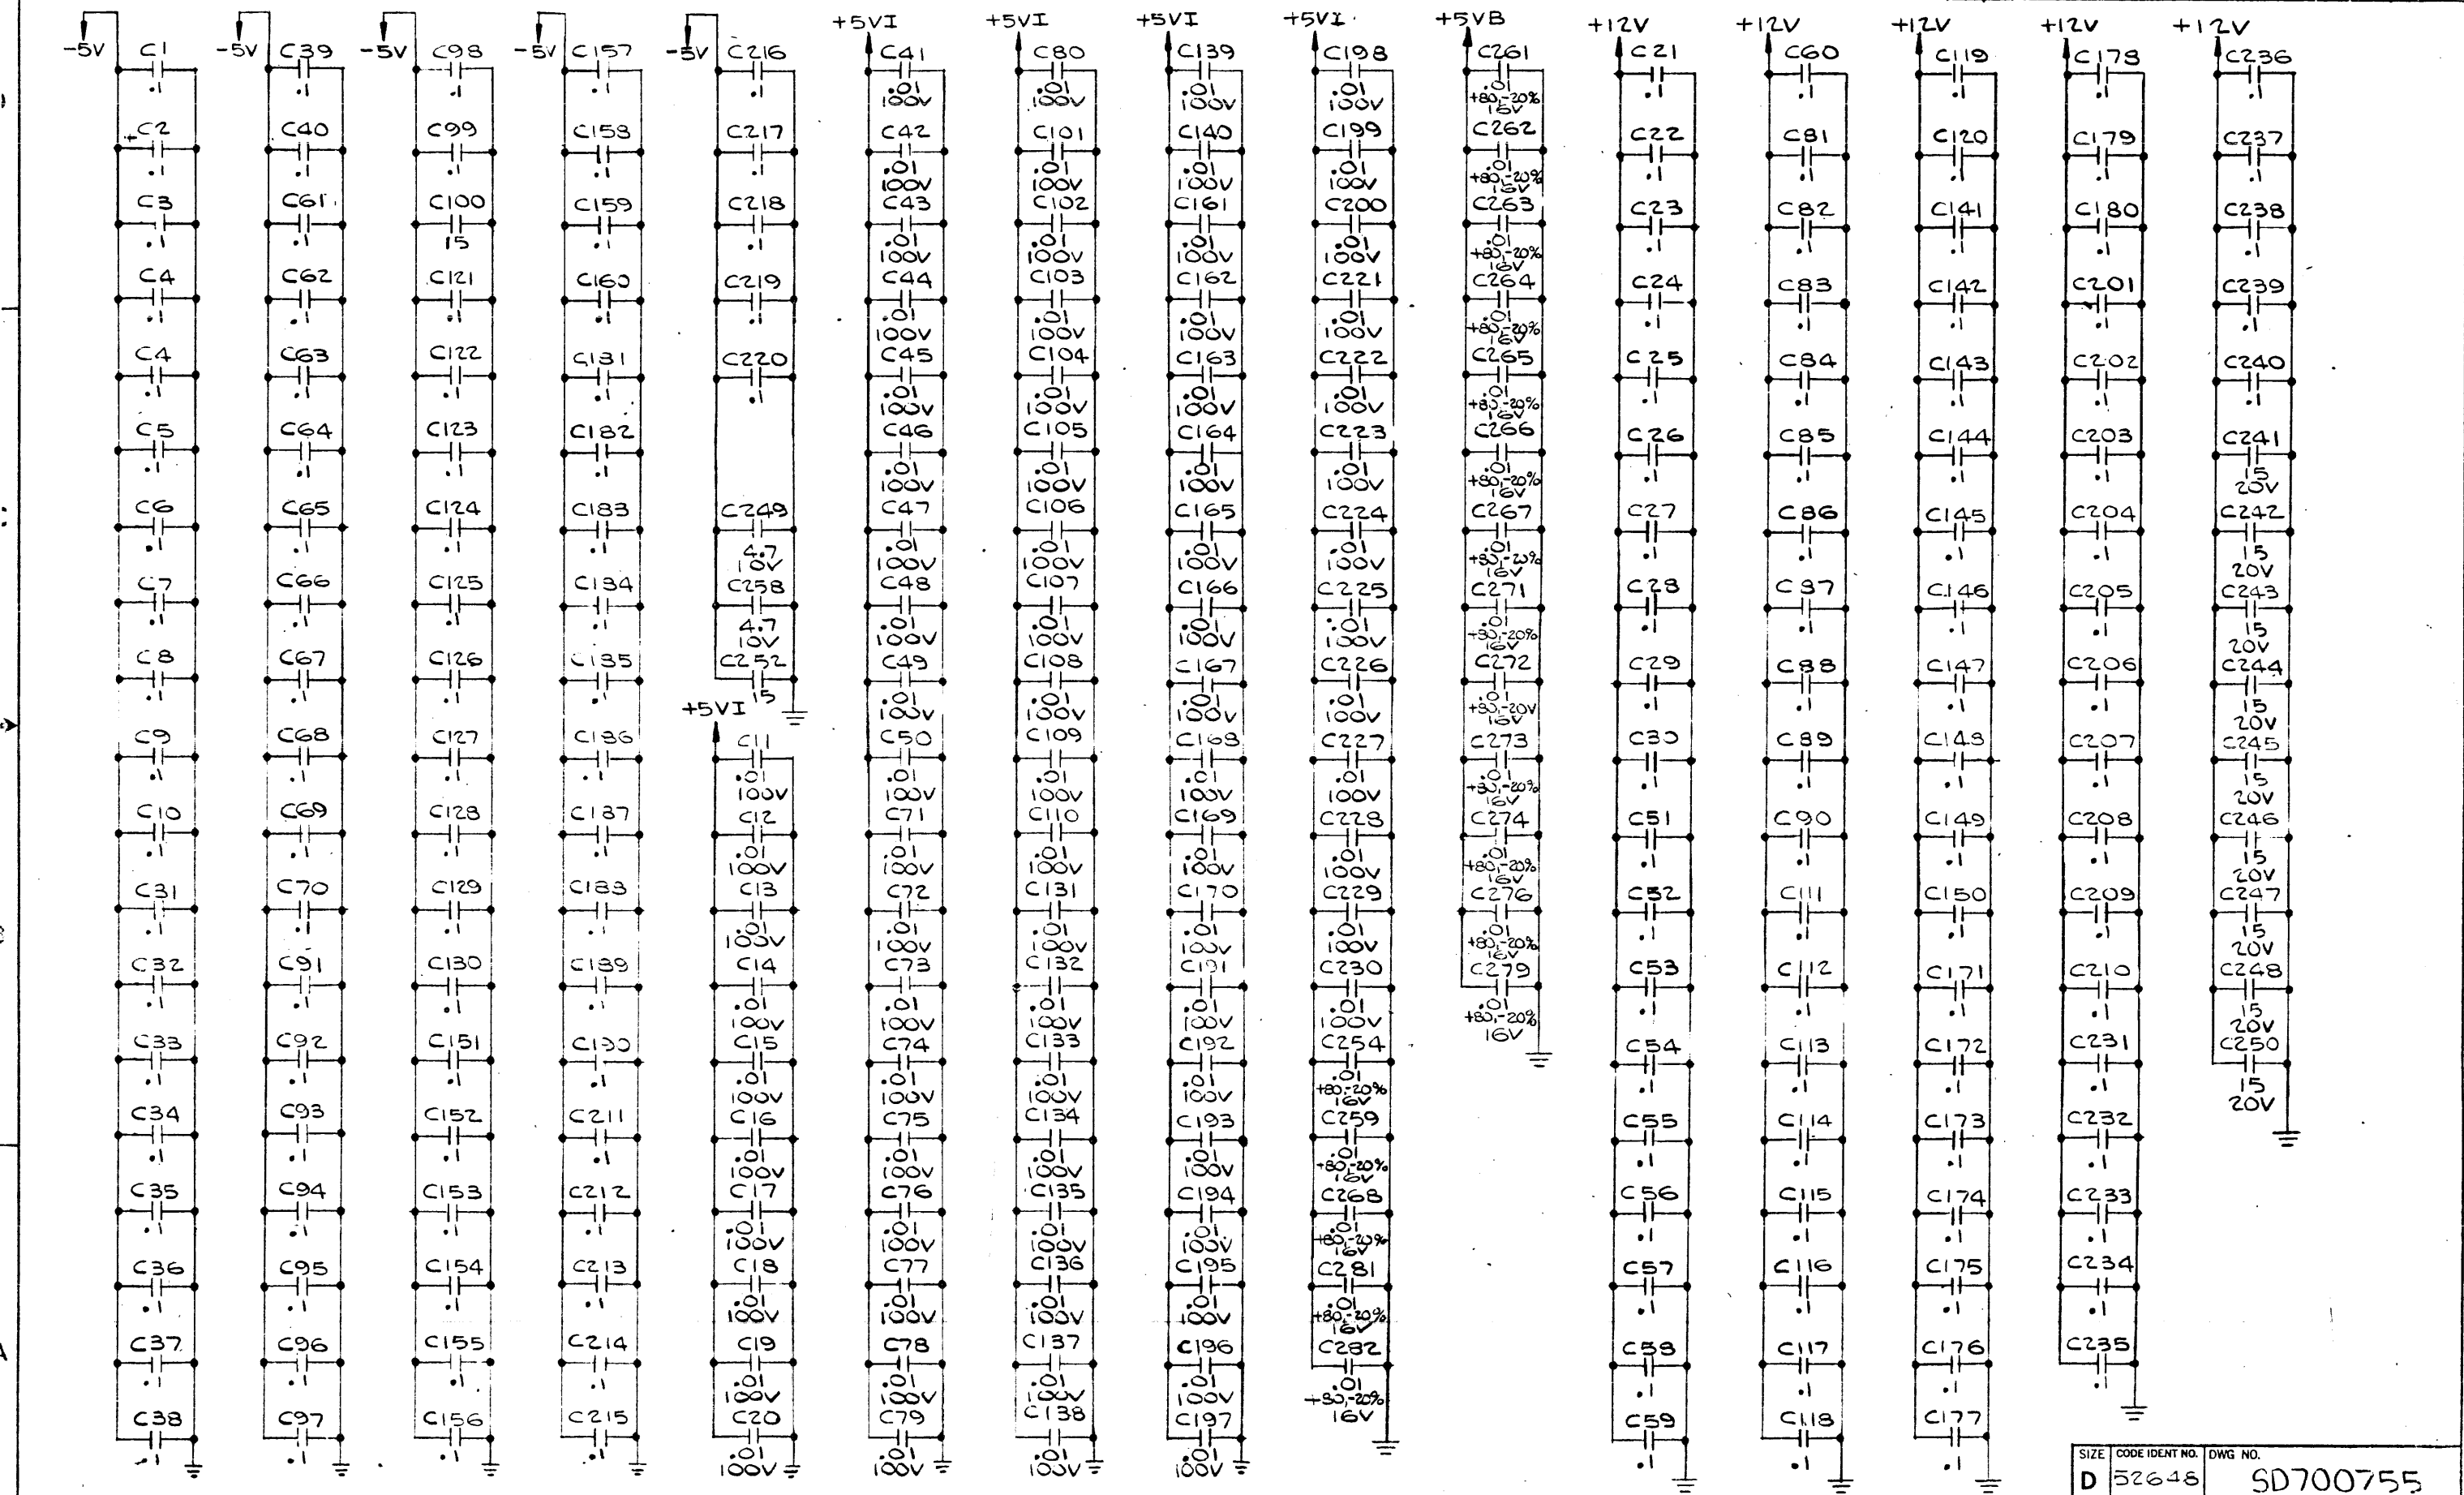 -5V
C1
.1
+
C2
.1
C3
.1
C4
.1
C4
.1
C5
.1
C6
.1
C7
.1
C8
.1
C9
.1
C10
.1
C31
.1
C32
.1
C33
.1
C34
.1
C35
.1
C36
.1
C37
.1
C38
.1
-5V
C39
.1
C40
.1
C61
.1
C62
.1
C63
.1
C64
.1
C65
.1
C66
.1
C67
.1
C68
.1
C69
.1
C70
.1
C91
.1
C92
.1
C93
.1
C94
.1
C95
.1
C96
.1
C97
.1
-5V
C98
.1
C99
.1
C100
15
C121
.1
C122
.1
C123
.1
C124
.1
C125
.1
C126
.1
C127
.1
C128
.1
C129
.1
C130
.1
C151
.1
C152
.1
C153
.1
C154
.1
C155
.1
C156
.1
-5V
C157
.1
C158
.1
C159
.1
C160
.1
C181
.1
C182
.1
C183
.1
C184
.1
C185
.1
C186
.1
C187
.1
C188
.1
C189
.1
C190
.1
C211
.1
C212
.1
C213
.1
C214
.1
C215
.1
-5V
C216
.1
C217
.1
C218
.1
C219
.1
C220
.1
C249
4.7
10V
C258
4.7
10V
C252
15
+5VI
C11
.01
100V
C12
.01
100V
C13
.01
100V
C14
.01
100V
C15
.01
100V
C16
.01
100V
C17
.01
100V
C18
.01
100V
C19
.01
100V
C20
.01
100V
+5VI
C41
.01
100V
C42
.01
100V
C43
.01
100V
C44
.01
100V
C45
.01
100V
C46
.01
100V
C47
.01
100V
C48
.01
100V
C49
.01
100V
C50
.01
100V
C71
.01
100V
C72
.01
100V
C73
.01
100V
C74
.01
100V
C75
.01
100V
C76
.01
100V
C77
.01
100V
C78
.01
100V
C79
.01
100V
+5VI
C80
.01
100V
C101
.01
100V
C102
.01
100V
C103
.01
100V
C104
.01
100V
C105
.01
100V
C106
.01
100V
C107
.01
100V
C108
.01
100V
C109
.01
100V
C110
.01
100V
C131
.01
100V
C132
.01
100V
C133
.01
100V
C134
.01
100V
C135
.01
100V
C136
.01
100V
C137
.01
100V
C138
.01
100V
+5VI
C139
.01
100V
C140
.01
100V
C161
.01
100V
C162
.01
100V
C163
.01
100V
C164
.01
100V
C165
.01
100V
C166
.01
100V
C167
.01
100V
C168
.01
100V
C169
.01
100V
C170
.01
100V
C191
.01
100V
C192
.01
100V
C193
.01
100V
C194
.01
100V
C195
.01
100V
C196
.01
100V
C197
.01
100V
+5VI
C198
.01
100V
C199
.01
100V
C200
.01
100V
C221
.01
100V
C222
.01
100V
C223
.01
100V
C224
.01
100V
C225
.01
100V
C226
.01
100V
C227
.01
100V
C228
.01
100V
C229
.01
100V
C230
.01
100V
C254
.01
+80,-20%
16V
C259
.01
+80,-20%
16V
C268
.01
+80,-20%
16V
C281
.01
+80,-20%
16V
C282
.01
+80,-20%
16V
+5VB
C261
.01
+80,-20%
16V
C262
.01
+80,-20%
16V
C263
.01
+80,-20%
16V
C264
.01
+80,-20%
16V
C265
.01
+80,-20%
16V
C266
.01
+80,-20%
16V
C267
.01
+80,-20%
16V
C271
.01
+80,-20%
16V
C272
.01
+80,-20V
16V
C273
.01
+80,-20%
16V
C274
.01
+80,-20%
16V
C276
.01
+80,-20%
16V
C279
.01
+80,-20%
16V
+12V
C21
.1
C22
.1
C23
.1
C24
.1
C25
.1
C26
.1
C27
.1
C28
.1
C29
.1
C30
.1
C51
.1
C52
.1
C53
.1
C54
.1
C55
.1
C56
.1
C57
.1
C58
.1
C59
.1
+12V
C60
.1
C81
.1
C82
.1
C83
.1
C84
.1
C85
.1
C86
.1
C87
.1
C88
.1
C89
.1
C90
.1
C111
.1
C112
.1
C113
.1
C114
.1
C115
.1
C116
.1
C117
.1
C118
.1
+12V
C119
.1
C120
.1
C141
.1
C142
.1
C143
.1
C144
.1
C145
.1
C146
.1
C147
.1
C148
.1
C149
.1
C150
.1
C171
.1
C172
.1
C173
.1
C174
.1
C175
.1
C176
.1
C177
.1
+12V
C178
.1
C179
.1
C180
.1
C201
.1
C202
.1
C203
.1
C204
.1
C205
.1
C206
.1
C207
.1
C208
.1
C209
.1
C210
.1
C231
.1
C232
.1
C233
.1
C234
.1
C235
.1
+12V
C236
.1
C237
.1
C238
.1
C239
.1
C240
.1
C241
15
20V
C242
15
20V
C243
15
20V
C244
15
20V
C245
15
20V
C246
15
20V
C247
15
20V
C248
15
20V
C250
15
20V
SIZE
D
CODE IDENT NO.
52648
DWG NO.
SD700755